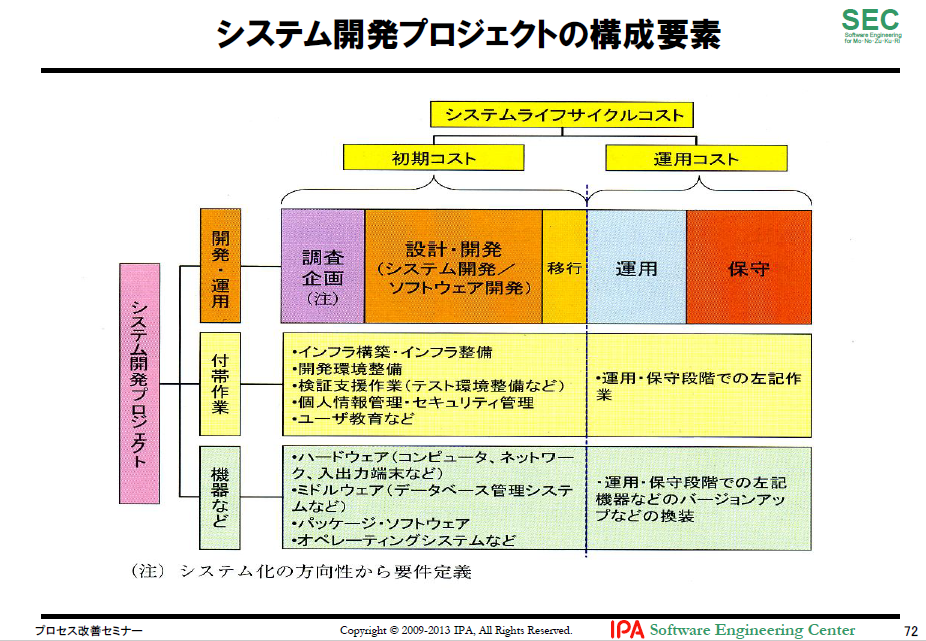 システム開発プロジェクトの構成要素
SEC
Software Engineering
for Mo・No・Zu・Ku・Ri
システムライフサイクルコスト
初期コスト
運用コスト
システム開発プロジェクト
開発・運用
調査
企画
（注）
設計・開発
（システム開発／
ソフトウェア開発）
移行
運用
保守
付帯作業
•インフラ構築・インフラ整備
•開発環境整備
•検証支援作業（テスト環境整備など）
•個人情報管理・セキュリティ管理
•ユーザ教育など
•運用・保守段階での左記作
業
機器など
•ハードウェア（コンピュータ、ネットワー
ク、入出力端末など）
•ミドルウェア（データベース管理システ
ムなど）
•パッケージ・ソフトウェア
•オペレーティングシステムなど
・運用・保守段階での左記
機器などのバージョンアッ
プなどの換装
（注） システム化の方向性から要件定義
プロセス改善セミナー
Copyright © 2009-2013 IPA, All Rights Reserved.
IPA Software Engineering Center
72